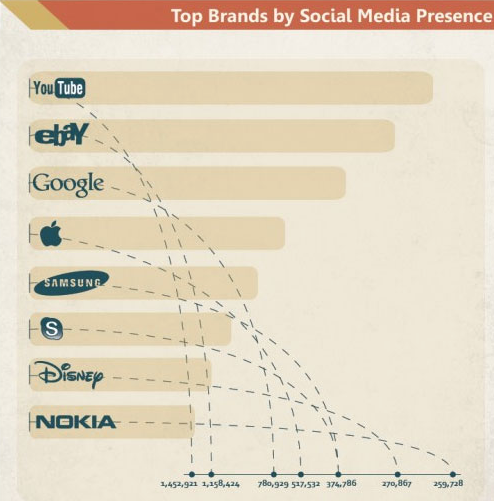 Top Brands by Social Media Presence
YouTube
ebaY
Google
SAMSUNG
S
Disney
NOKIA
1,452,921 1,158,424 780,929 517,532 374,786 270,867 259,728